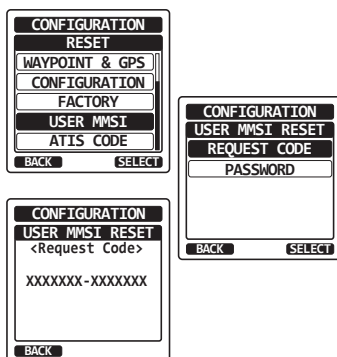 CONFIGURATION
RESET
WAYPOINT & GPS
CONFIGURATION
FACTORY
USER MMSI
ATIS CODE
BACK SELECT
CONFIGURATION
USER MMSI RESET
REQUEST CODE
PASSWORD
BACK SELECT
CONFIGURATION
USER MMSI RESET
<Request Code>
XXXXXXX-XXXXXXX
BACK